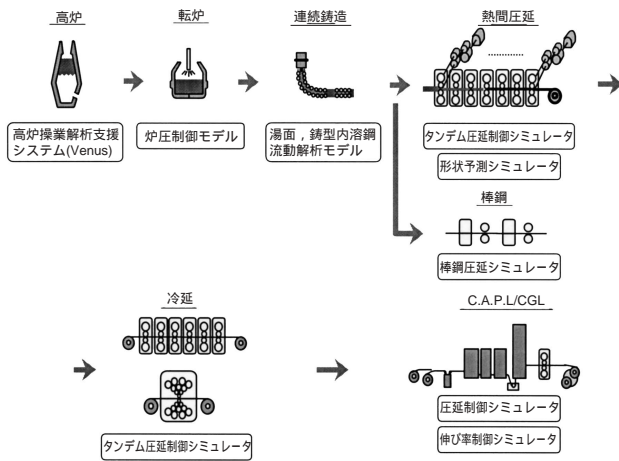 高炉
転炉
連続鋳造
熱間圧延
高炉操業解析支援
システム(Venus)
炉圧制御モデル
湯面,鋳型内溶鋼
流動解析モデル
タンデム圧延制御シミュレータ
形状予測シミュレータ
棒鋼
棒鋼圧延シミュレータ
冷延
C.A.P.L/CGL
タンデム圧延制御シミュレータ
圧延制御シミュレータ
伸び率制御シミュレータ